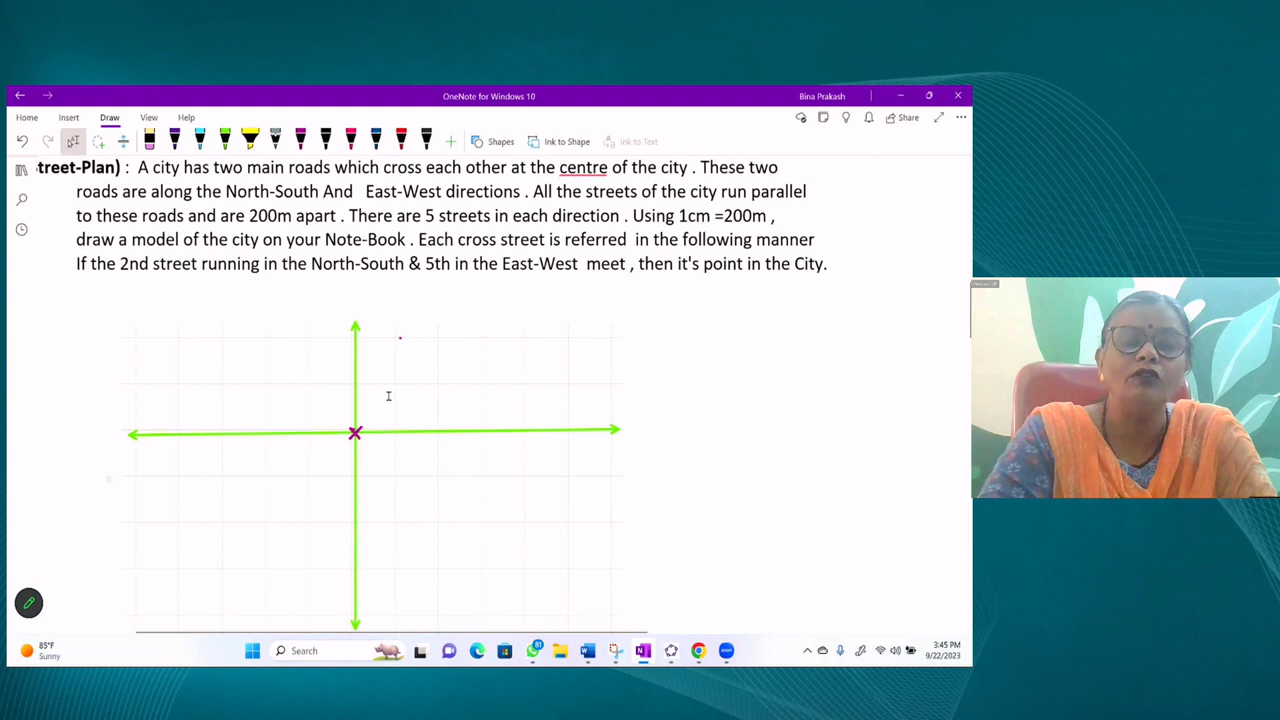 OneNote for Windows 10
Bina Prakash
Home Insert Draw View Help
Share
Shapes
Ink to Shape
Ink to Text
treet-Plan) : A city has two main roads which cross each other at the centre of the city . These two
roads are along the North-South And East-West directions . All the streets of the city run parallel
to these roads and are 200m apart . There are 5 streets in each direction . Using 1cm =200m ,
draw a model of the city on your Note-Book . Each cross street is referred in the following manner
If the 2nd street running in the North-South & 5th in the East-West meet , then it's point in the City.
85°F
Sunny
Search
81
3:45 PM
9/22/2023